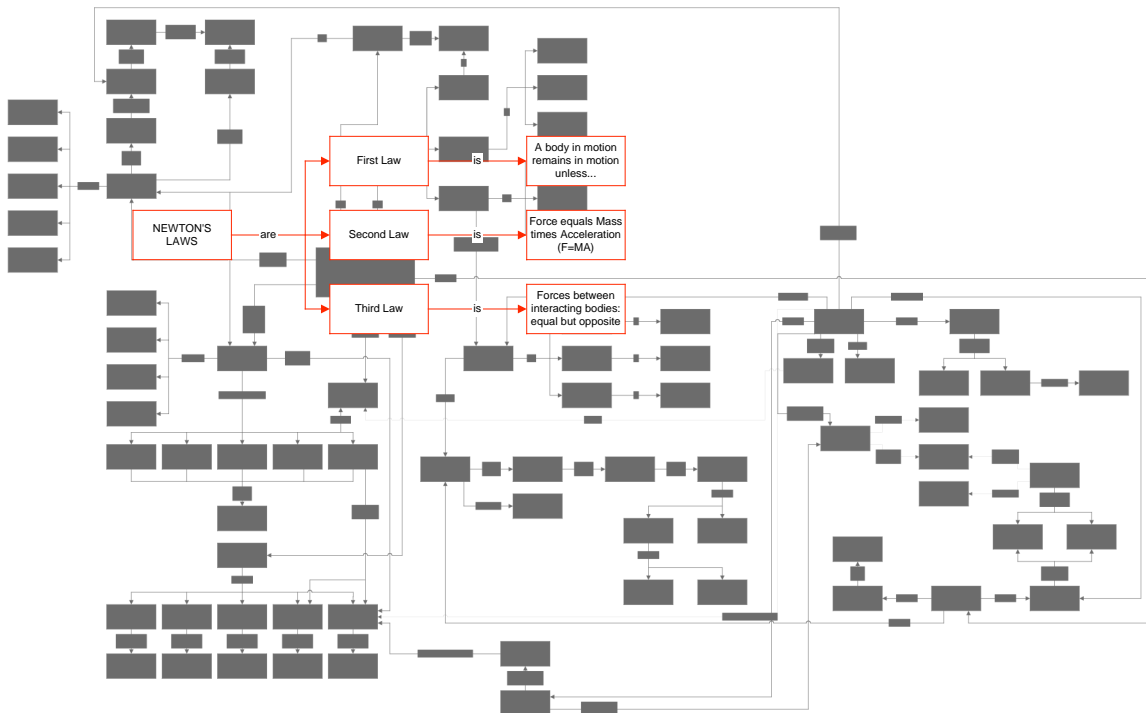 First Law
is
A body in motion
remains in motion
unless...
NEWTON'S
LAWS
are
Second Law
is
Force equals Mass
times Acceleration
(F=MA)
Third Law
is
Forces between
interacting bodies:
equal but opposite